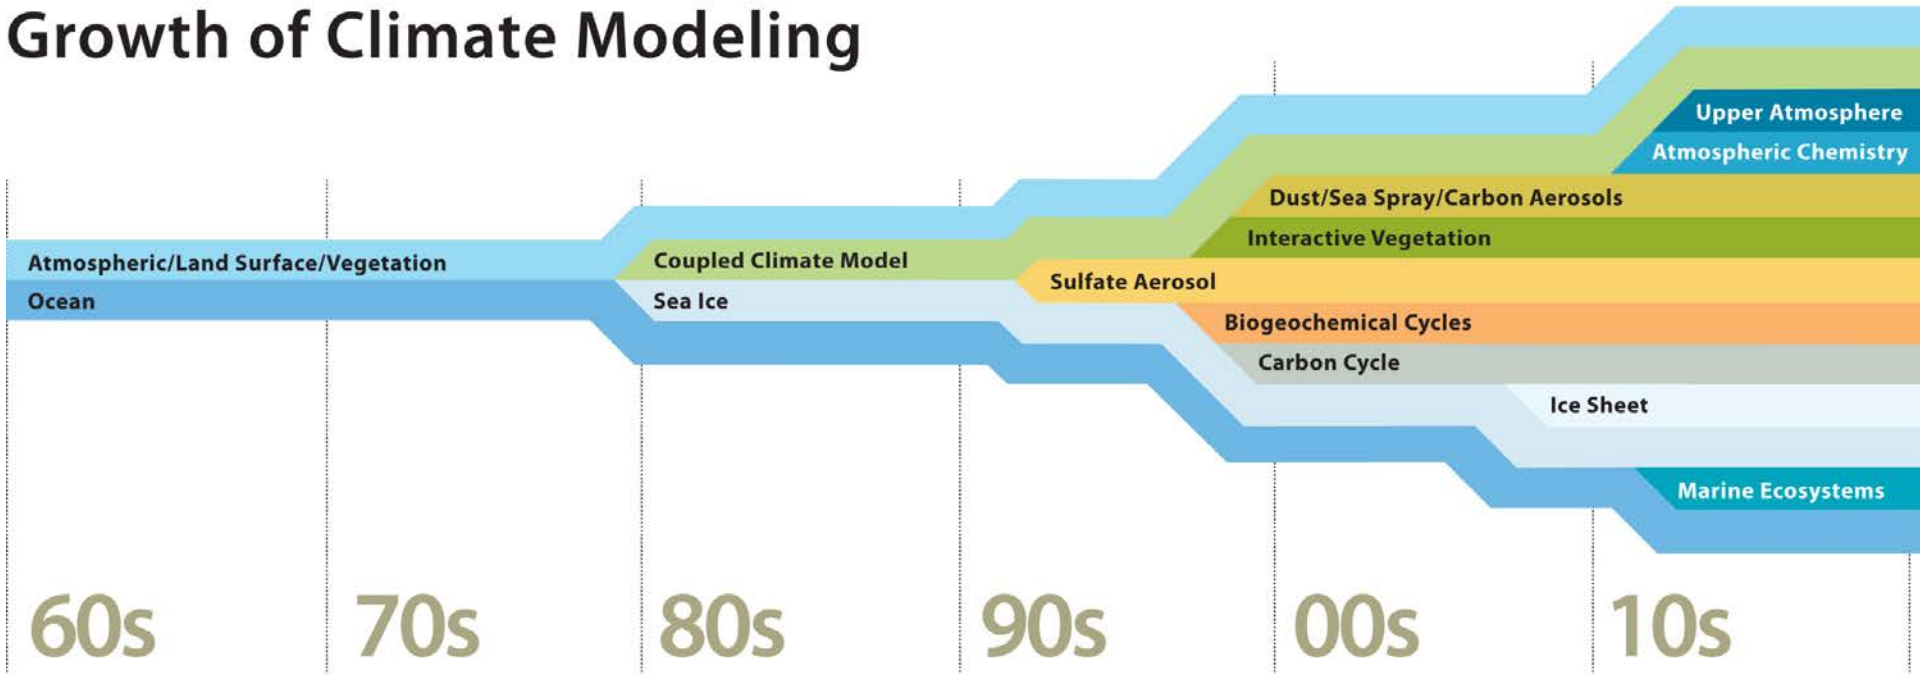 Growth of Climate Modeling
Upper Atmosphere
Atmospheric Chemistry
Dust/Sea Spray/Carbon Aerosols
Interactive Vegetation
Atmospheric/Land Surface/Vegetation
Coupled Climate Model
Sulfate Aerosol
Ocean
Sea Ice
Biogeochemical Cycles
Carbon Cycle
Ice Sheet
Marine Ecosystems
60s
70s
80s
90s
00s
10s